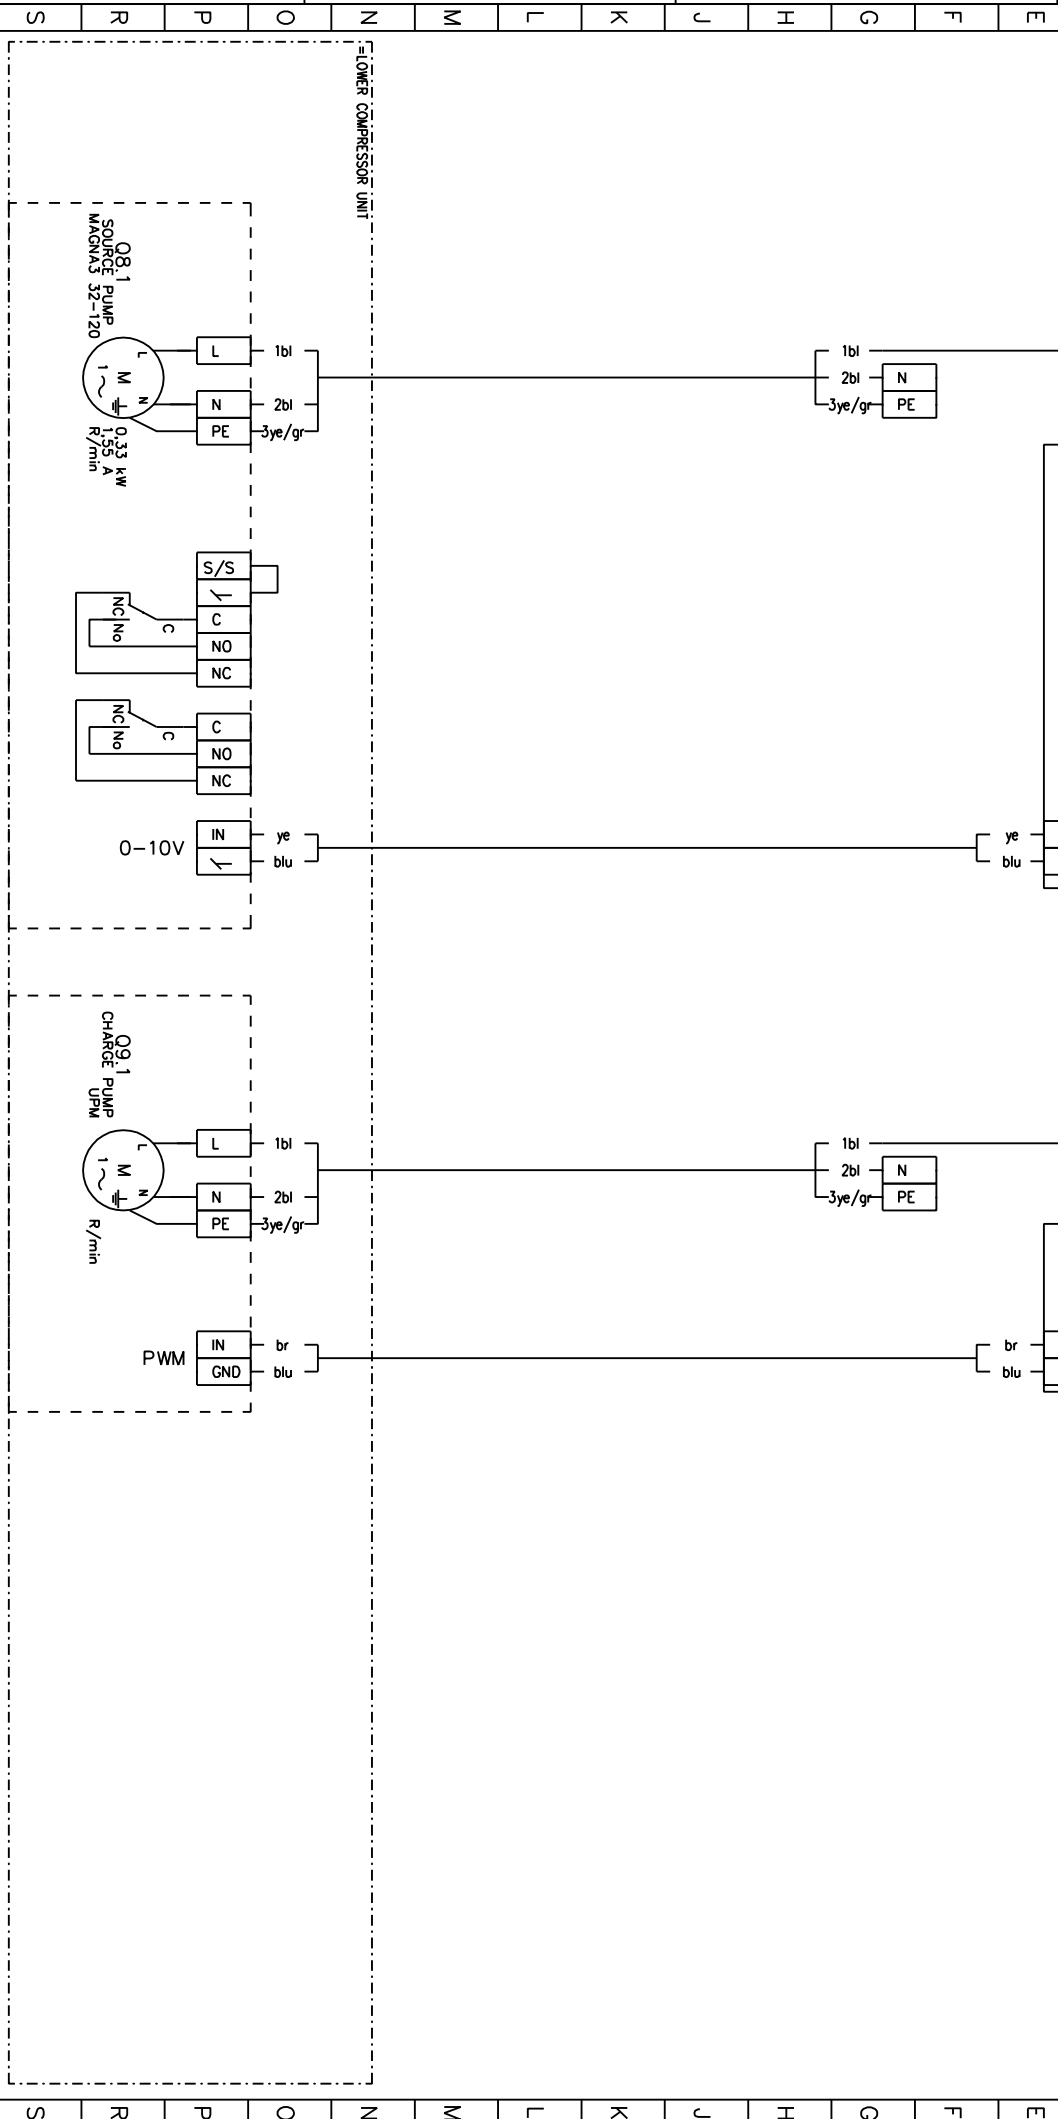 S R P O N M L K J H G F E
=LOWER COMPRESSOR UNIT
Q8.1
SOURCE PUMP
MAGNA3 32-120
L
M
1
N
0,33 kW
1,55 A
R/min
L
N
PE
1bl
2bl
3ye/gr
1bl
2bl
3ye/gr
N
PE
S/S
C
NO
NC
NC
No
C
C
NO
NC
NC
No
C
0-10V
IN
ye
blu
ye
blu
Q9.1
CHARGE PUMP
UPM
L
M
1
N
R/min
L
N
PE
1bl
2bl
3ye/gr
1bl
2bl
3ye/gr
N
PE
PWM
IN
GND
br
blu
br
blu
S R P O N M L K J H G F E